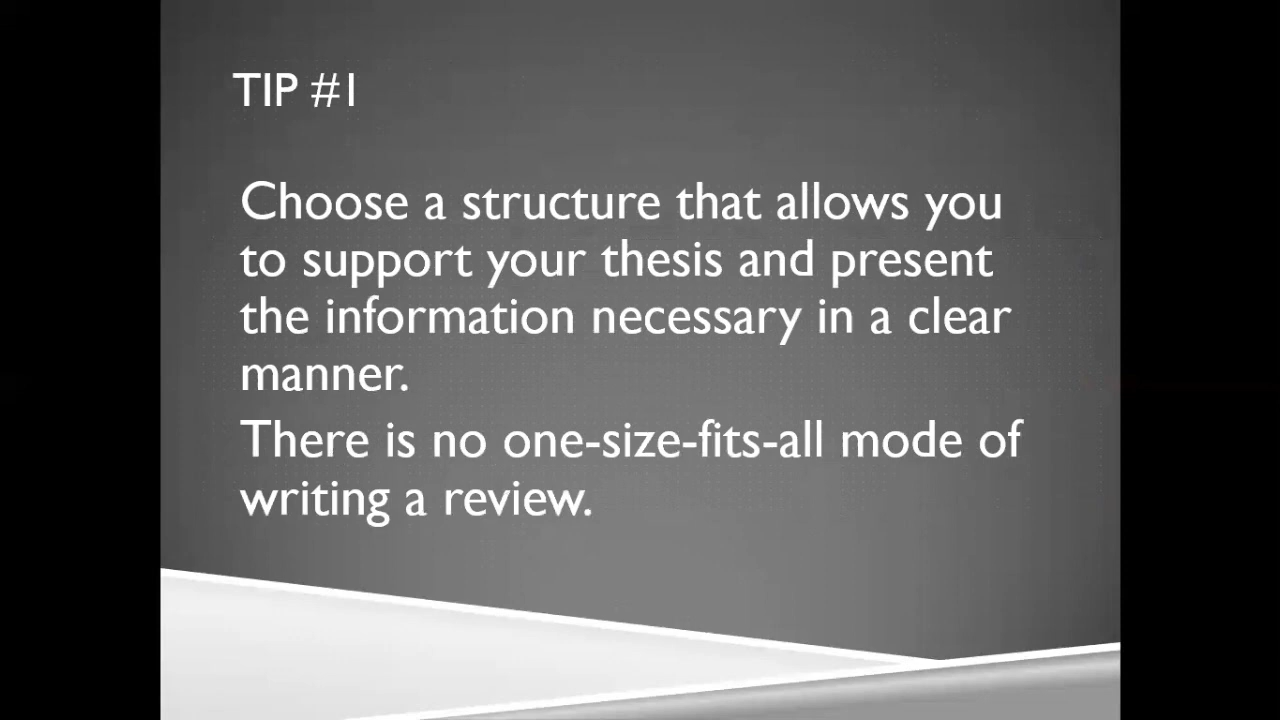 TIP #1
Choose a structure that allows you
to support your thesis and present
the information necessary in a clear
manner.
There is no one-size-fits-all mode of
writing a review.